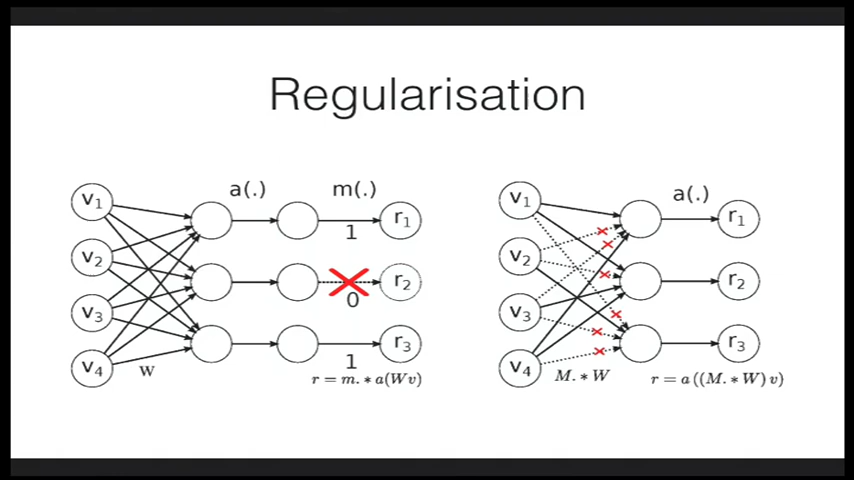 Regularisation
a(.) m(.)
v₁ r₁
1
v₂ r₂
0
v₃ r₃
1
v₄
W
r = m. * a(Wv)
a(.)
v₁ r₁
v₂ r₂
v₃ r₃
v₄
M. * W
r = a ((M. * W) v)